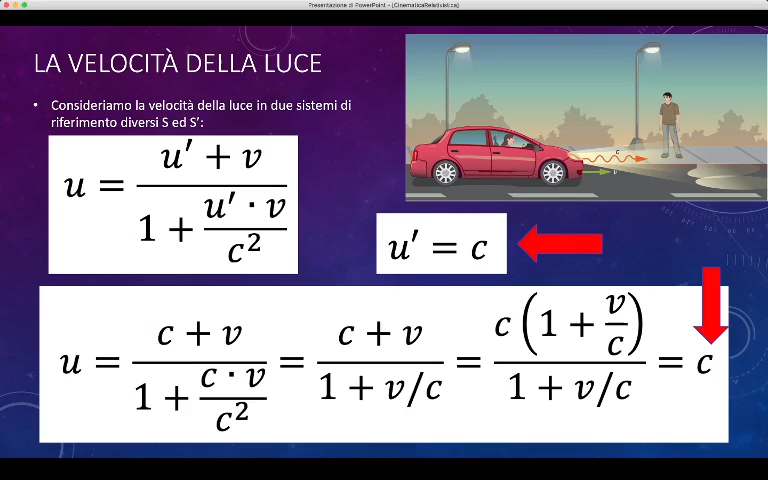 Presentazione di PowerPoint - [CinematicaRelativistica]
LA VELOCITÀ DELLA LUCE
• Consideriamo la velocità della luce in due sistemi di
riferimento diversi S ed S’:
u = (u′ + v) / (1 + (u′ · v)/c²)
c
v
u′ = c
u = (c + v) / (1 + (c · v)/c²) = (c + v) / (1 + v/c) = c(1 + v/c) / (1 + v/c) = c